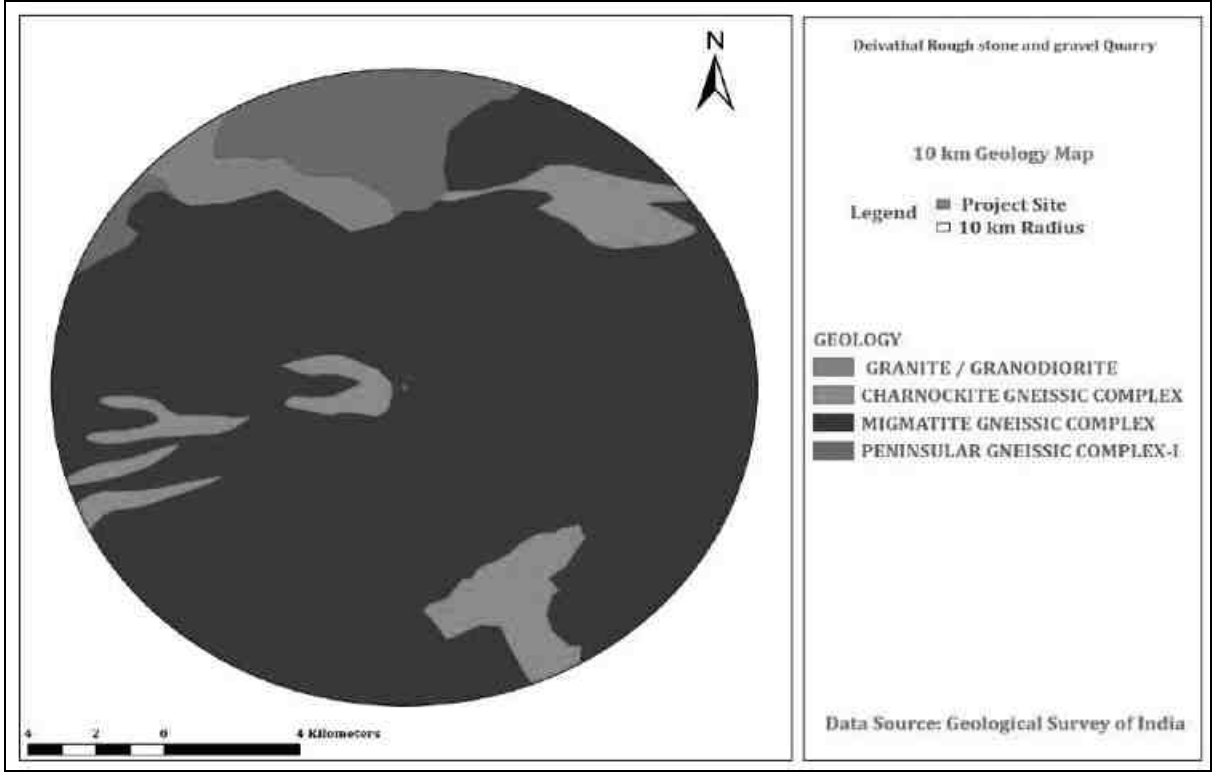 N
Deivathal Rough stone and gravel Quarry
10 km Geology Map
Legend
Project Site
10 km Radius
GEOLOGY
GRANITE / GRANODIORITE
CHARNOCKITE GNEISSIC COMPLEX
MIGMATITE GNEISSIC COMPLEX
PENINSULAR GNEISSIC COMPLEX-I
Data Source: Geological Survey of India
4 2 0 4 Kilometers